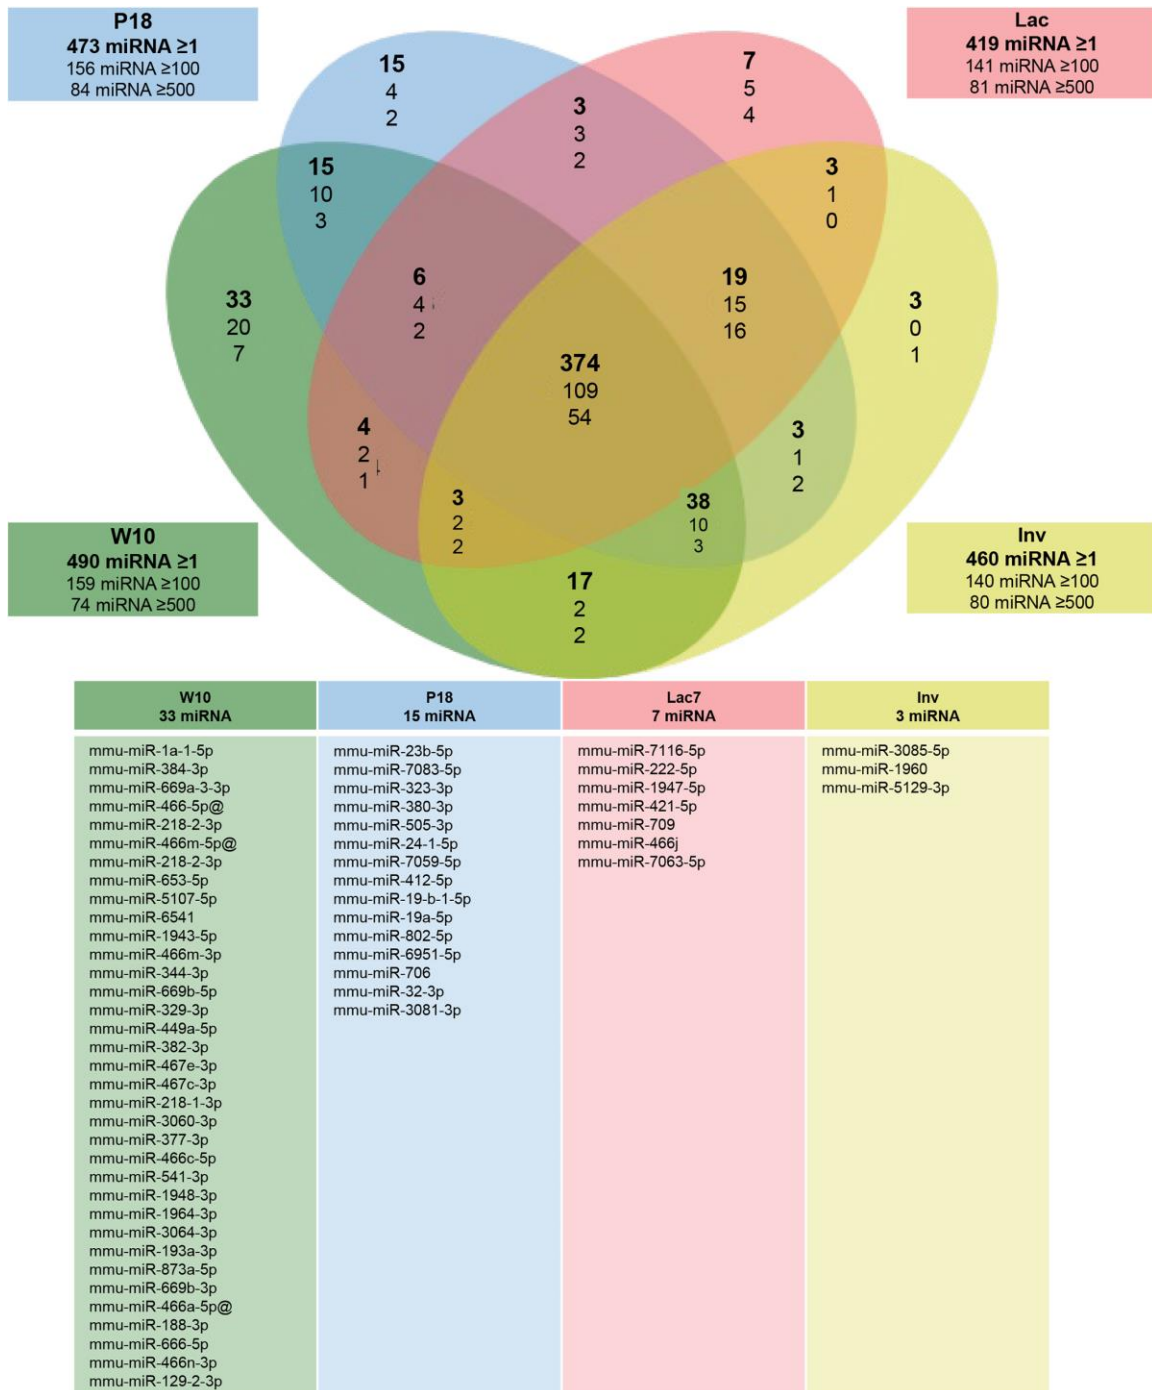 P18
473 miRNA ≥1
156 miRNA ≥100
84 miRNA ≥500
Lac
419 miRNA ≥1
141 miRNA ≥100
81 miRNA ≥500
15
4
2
3
3
2
7
5
4
15
10
3
3
1
0
33
20
7
6
4
2
19
15
16
3
0
1
374
109
54
4
2
1
3
1
2
3
2
2
38
10
3
17
2
2
W10
490 miRNA ≥1
159 miRNA ≥100
74 miRNA ≥500
Inv
460 miRNA ≥1
140 miRNA ≥100
80 miRNA ≥500
W10
33 miRNA
mmu-miR-1a-1-5p
mmu-miR-384-3p
mmu-miR-669a-3-3p
mmu-miR-466-5p@
mmu-miR-218-2-3p
mmu-miR-466m-5p@
mmu-miR-218-2-3p
mmu-miR-653-5p
mmu-miR-5107-5p
mmu-miR-6541
mmu-miR-1943-5p
mmu-miR-466m-3p
mmu-miR-344-3p
mmu-miR-669b-5p
mmu-miR-329-3p
mmu-miR-449a-5p
mmu-miR-382-3p
mmu-miR-467e-3p
mmu-miR-467c-3p
mmu-miR-218-1-3p
mmu-miR-3060-3p
mmu-miR-377-3p
mmu-miR-466c-5p
mmu-miR-541-3p
mmu-miR-1948-3p
mmu-miR-1964-3p
mmu-miR-3064-3p
mmu-miR-193a-3p
mmu-miR-873a-5p
mmu-miR-669b-3p
mmu-miR-466a-5p@
mmu-miR-188-3p
mmu-miR-666-5p
mmu-miR-466n-3p
mmu-miR-129-2-3p
P18
15 miRNA
mmu-miR-23b-5p
mmu-miR-7083-5p
mmu-miR-323-3p
mmu-miR-380-3p
mmu-miR-505-3p
mmu-miR-24-1-5p
mmu-miR-7059-5p
mmu-miR-412-5p
mmu-miR-19-b-1-5p
mmu-miR-19a-5p
mmu-miR-802-5p
mmu-miR-6951-5p
mmu-miR-706
mmu-miR-32-3p
mmu-miR-3081-3p
Lac7
7 miRNA
mmu-miR-7116-5p
mmu-miR-222-5p
mmu-miR-1947-5p
mmu-miR-421-5p
mmu-miR-709
mmu-miR-466j
mmu-miR-7063-5p
Inv
3 miRNA
mmu-miR-3085-5p
mmu-miR-1960
mmu-miR-5129-3p